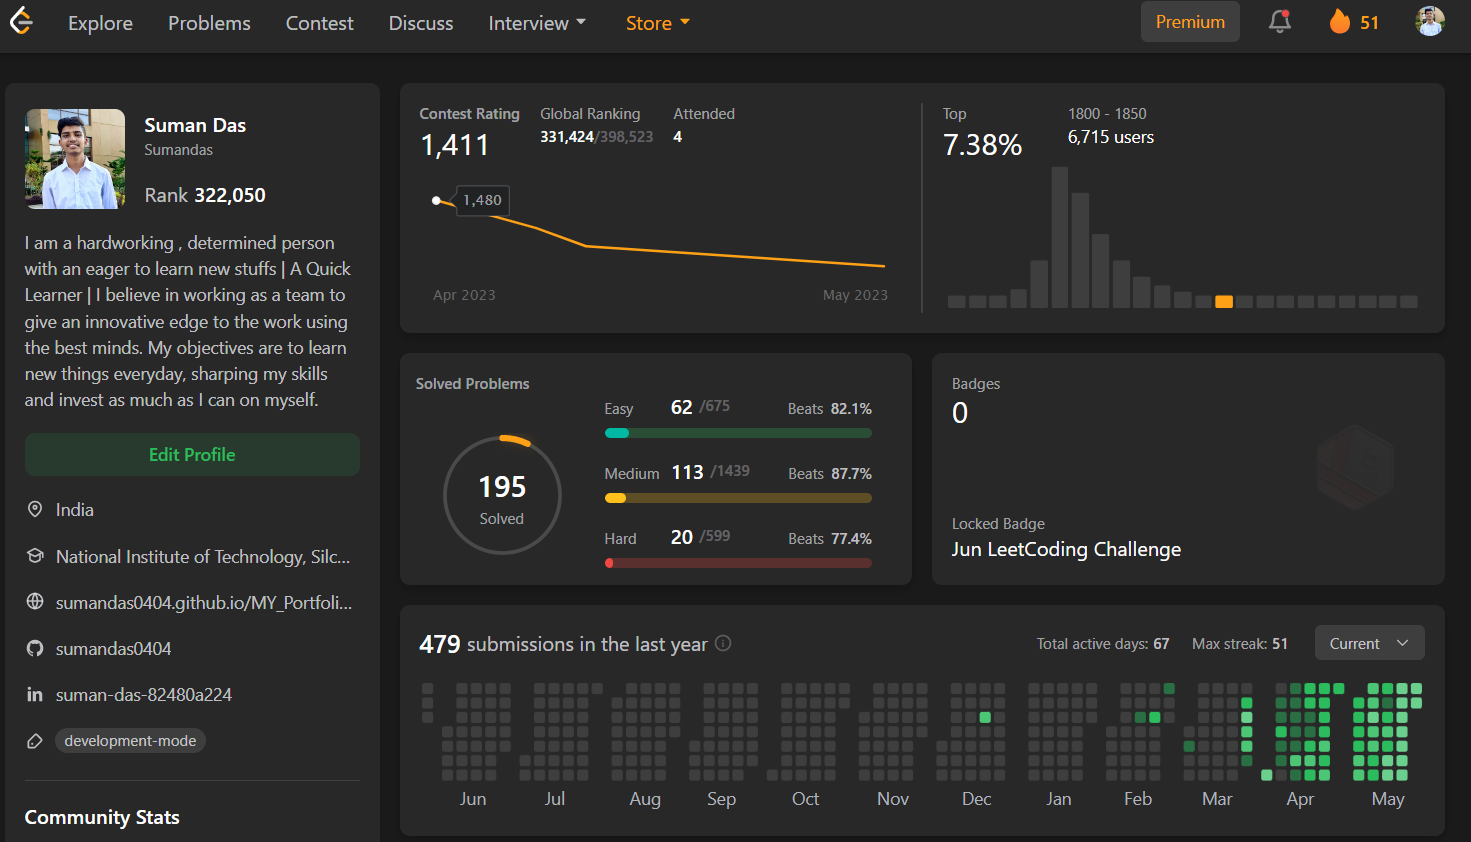 Explore Problems Contest Discuss Interview Store Premium 51
Suman Das
Sumandas
Rank 322,050
I am a hardworking , determined person
with an eager to learn new stuffs | A Quick
Learner | I believe in working as a team to
give an innovative edge to the work using
the best minds. My objectives are to learn
new things everyday, sharping my skills
and invest as much as I can on myself.
Edit Profile
India
National Institute of Technology, Silc...
sumandas0404.github.io/MY_Portfoli...
sumandas0404
suman-das-82480a224
development-mode
Community Stats
Contest Rating Global Ranking Attended
1,411 331,424/398,523 4
1,480
Apr 2023 May 2023
Top 1800 - 1850
7.38% 6,715 users
Solved Problems
195
Solved
Easy 62 /675 Beats 82.1%
Medium 113 /1439 Beats 87.7%
Hard 20 /599 Beats 77.4%
Badges
0
Locked Badge
Jun LeetCoding Challenge
479 submissions in the last year Total active days: 67 Max streak: 51 Current
Jun Jul Aug Sep Oct Nov Dec Jan Feb Mar Apr May